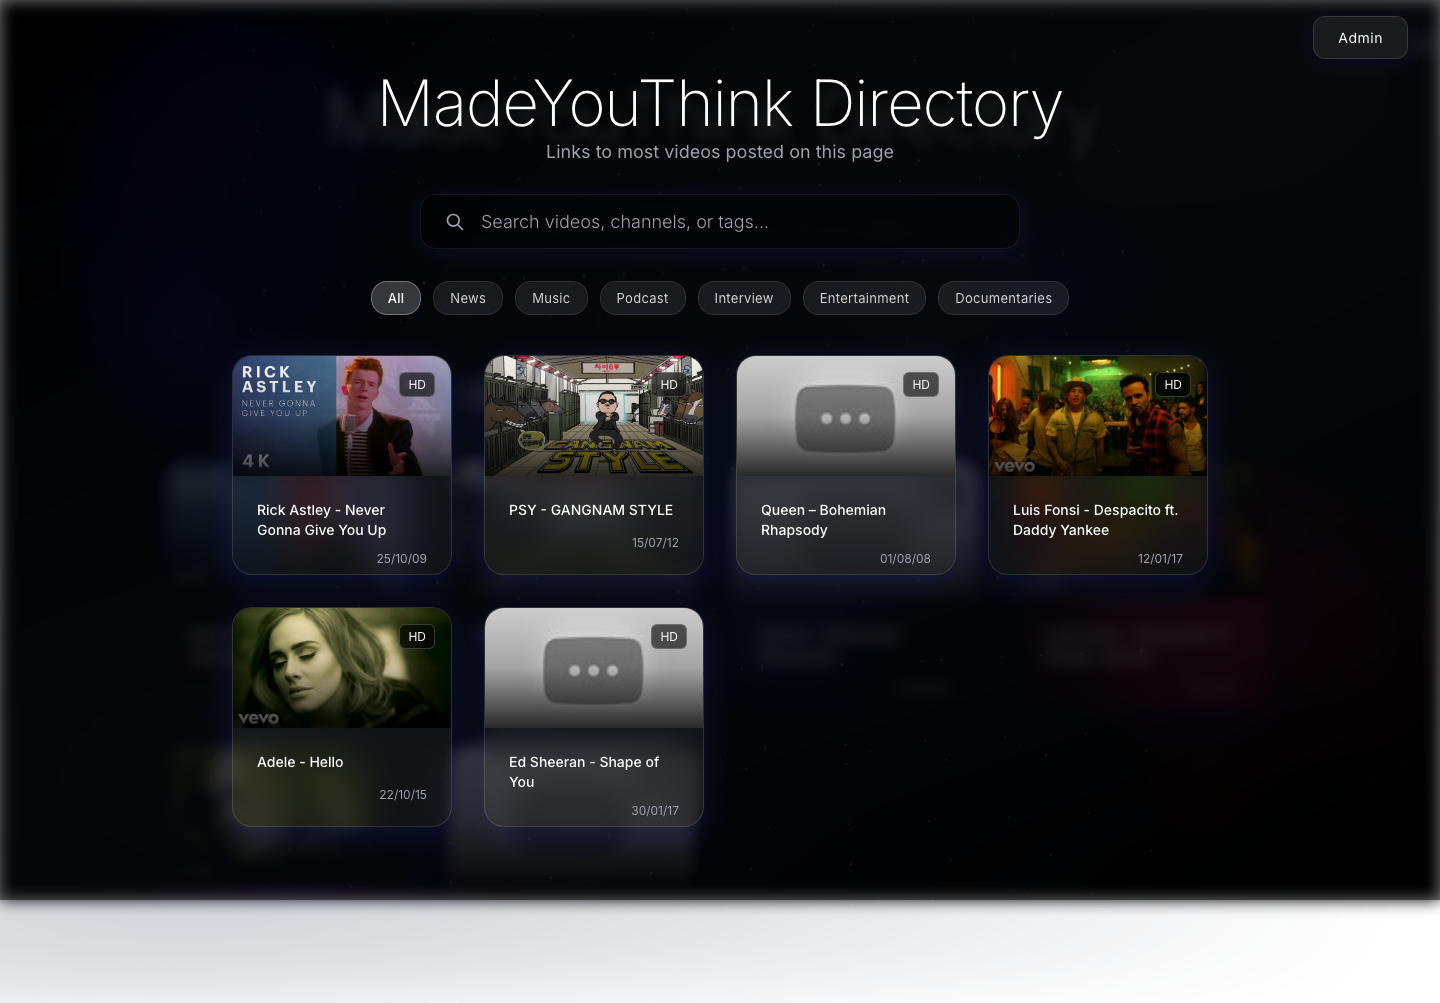 Admin
MadeYouThink Directory
Links to most videos posted on this page
Search videos, channels, or tags...
All
News
Music
Podcast
Interview
Entertainment
Documentaries
RICK
ASTLEY
NEVER GONNA
GIVE YOU UP
4K
HD
Rick Astley - Never
Gonna Give You Up
25/10/09
HD
GANGNAM
STYLE
PSY - GANGNAM STYLE
15/07/12
HD
Queen – Bohemian
Rhapsody
01/08/08
HD
vevo
Luis Fonsi - Despacito ft.
Daddy Yankee
12/01/17
HD
vevo
Adele - Hello
22/10/15
HD
Ed Sheeran - Shape of
You
30/01/17